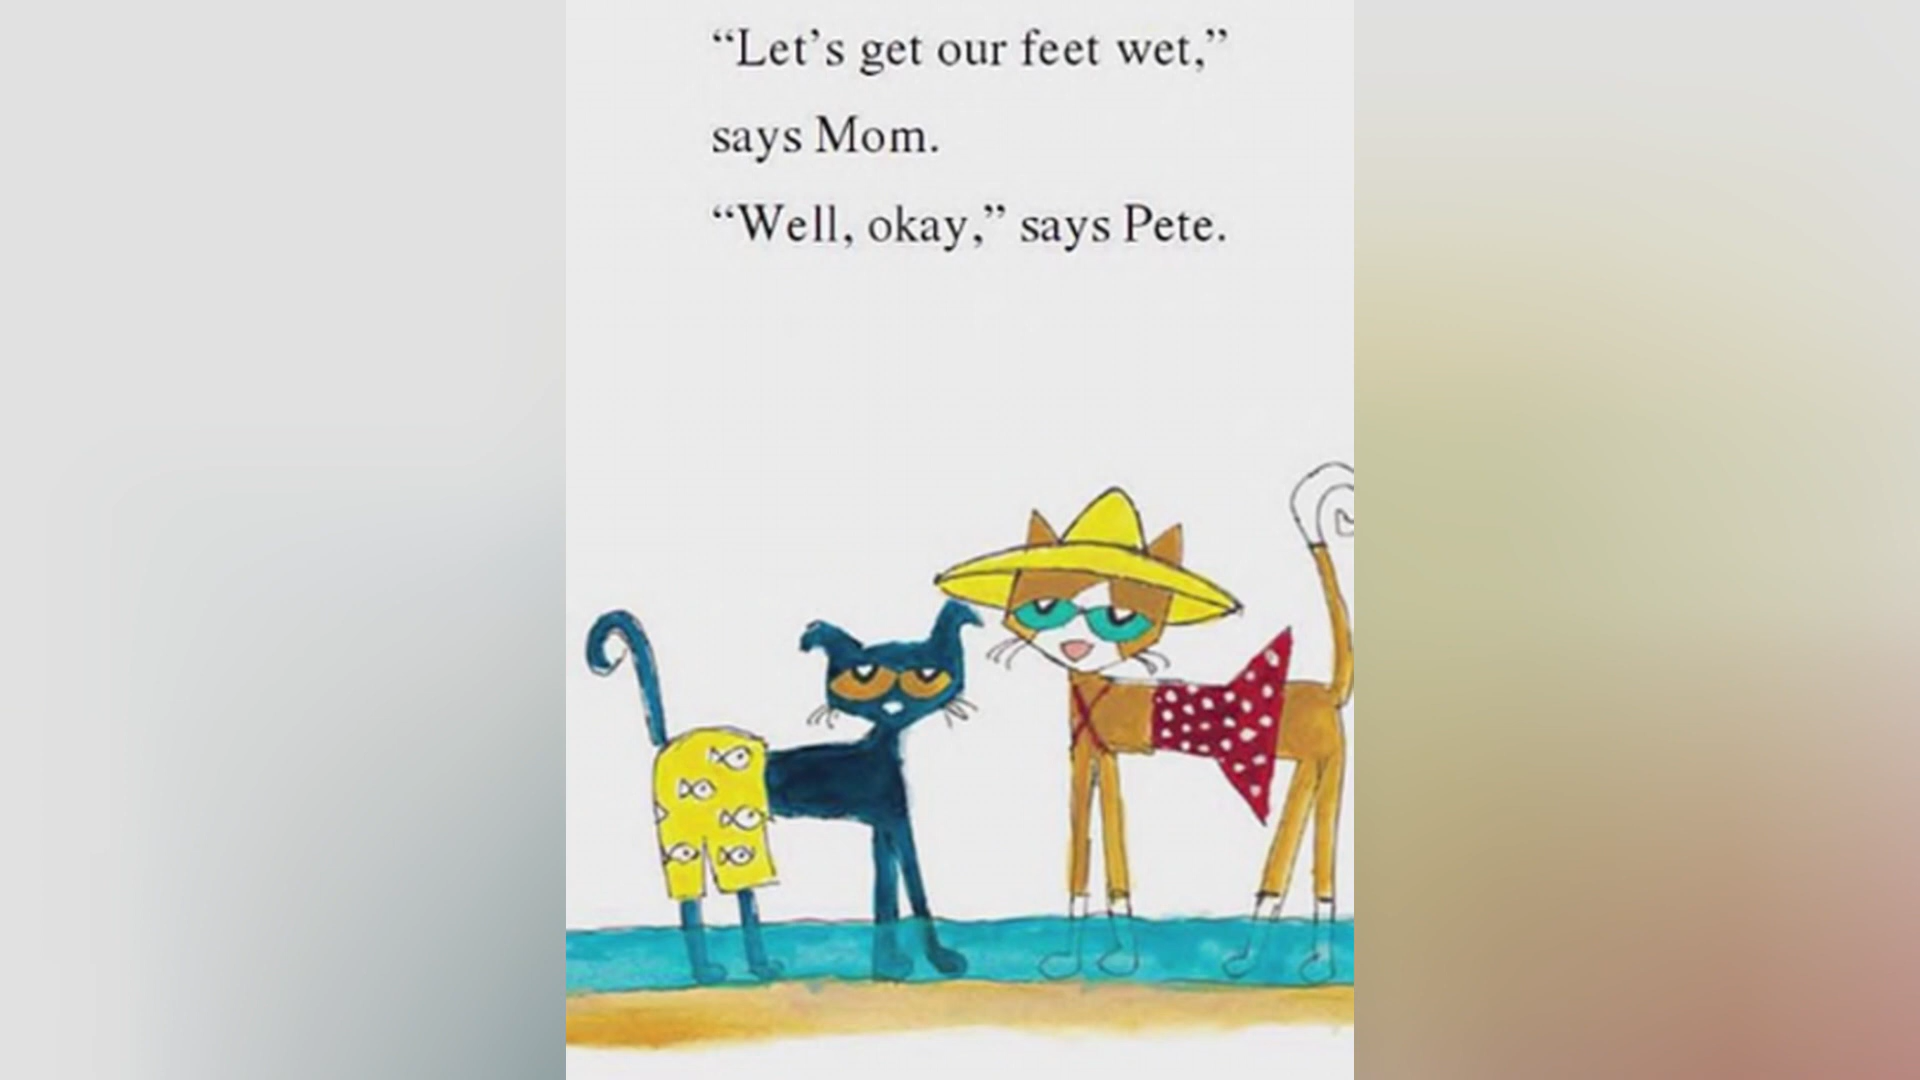 “Let’s get our feet wet,”
says Mom.
“Well, okay,” says Pete.